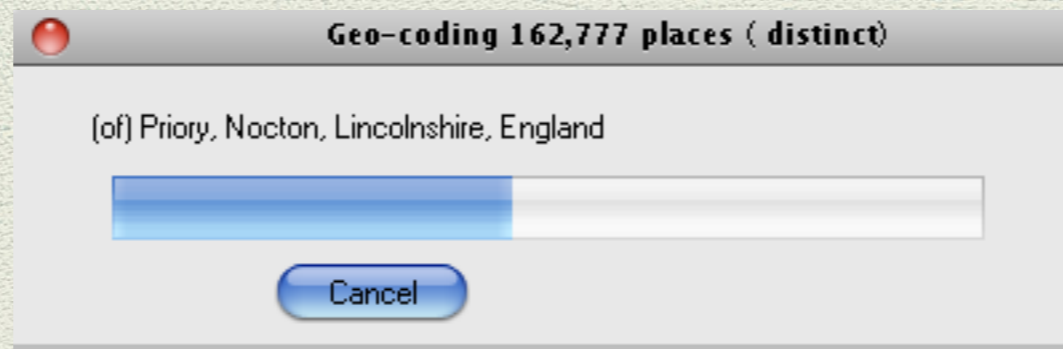 Geo-coding 162,777 places ( distinct)
(of) Priory, Nocton, Lincolnshire, England
Cancel